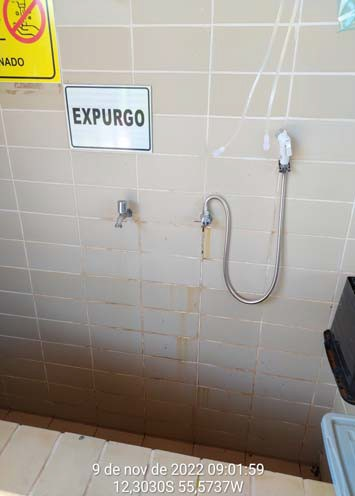 NADO
EXPURGO
9 de nov de 2022 09:01:59
12,3030S 55,5737W